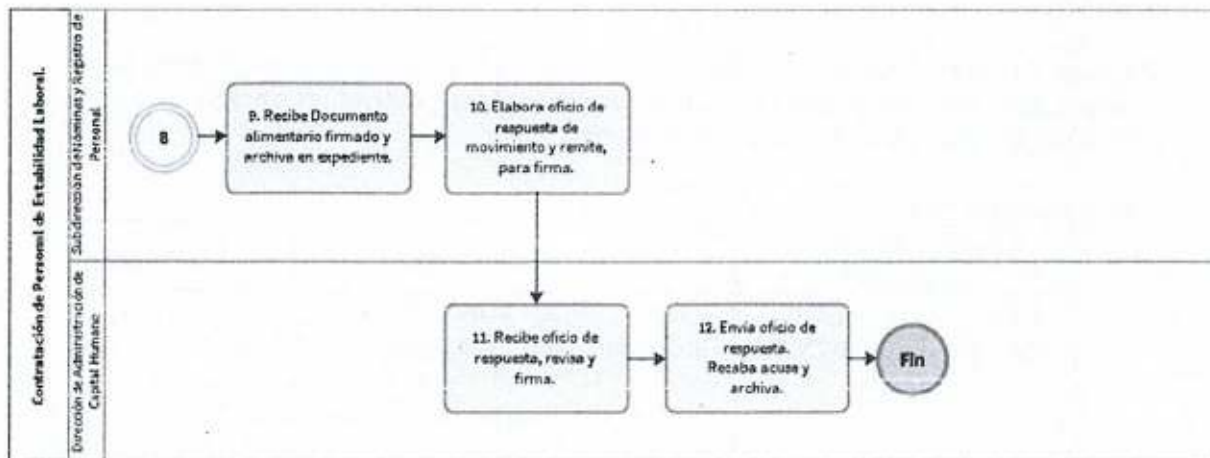 Contratación de Personal de Estabilidad Laboral.
Subdirección de Nóminas y Registro de
Personal
B
9. Recibe Documento
alimentario firmado y
archiva en expediente.
10. Elabora oficio de
respuesta de
movimiento y remite,
para firma.
Dirección de Administración de
Capital Humano
11. Recibe oficio de
respuesta, revisa y
firma.
12. Envía oficio de
respuesta.
Recaba acuse y
archiva.
Fin